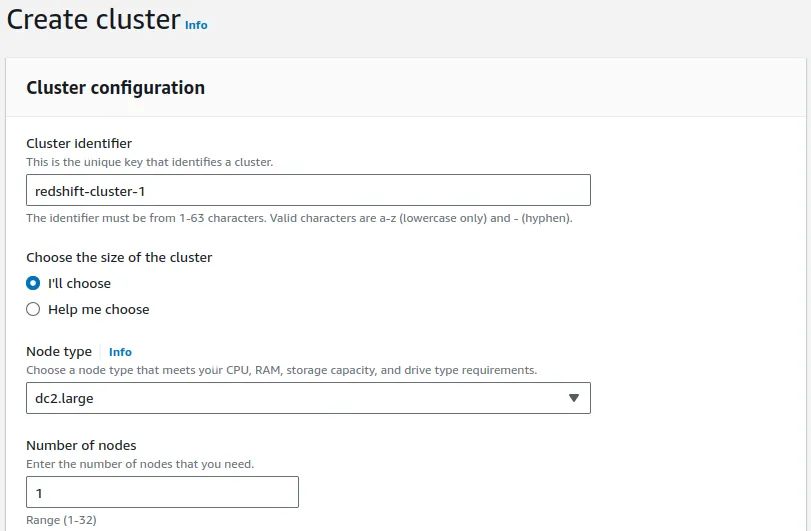 Create cluster Info
Cluster configuration
Cluster identifier
This is the unique key that identifies a cluster.
redshift-cluster-1
The identifier must be from 1-63 characters. Valid characters are a-z (lowercase only) and - (hyphen).
Choose the size of the cluster
I'll choose
Help me choose
Node type Info
Choose a node type that meets your CPU, RAM, storage capacity, and drive type requirements.
dc2.large
Number of nodes
Enter the number of nodes that you need.
1
Range (1-32)